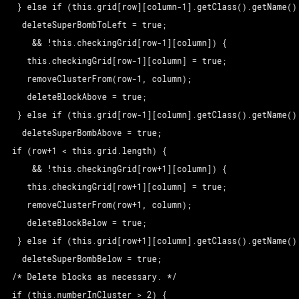 } else if (this.grid[row][column-1].getClass().getName()
deleteSuperBombToLeft = true;
&& !this.checkingGrid[row-1][column]) {
this.checkingGrid[row-1][column] = true;
removeClusterFrom(row-1, column);
deleteBlockAbove = true;
} else if (this.grid[row-1][column].getClass().getName()
deleteSuperBombAbove = true;
if (row+1 < this.grid.length) {
&& !this.checkingGrid[row+1][column]) {
this.checkingGrid[row+1][column] = true;
removeClusterFrom(row+1, column);
deleteBlockBelow = true;
} else if (this.grid[row+1][column].getClass().getName()
deleteSuperBombBelow = true;
/* Delete blocks as necessary. */
if (this.numberInCluster > 2) {